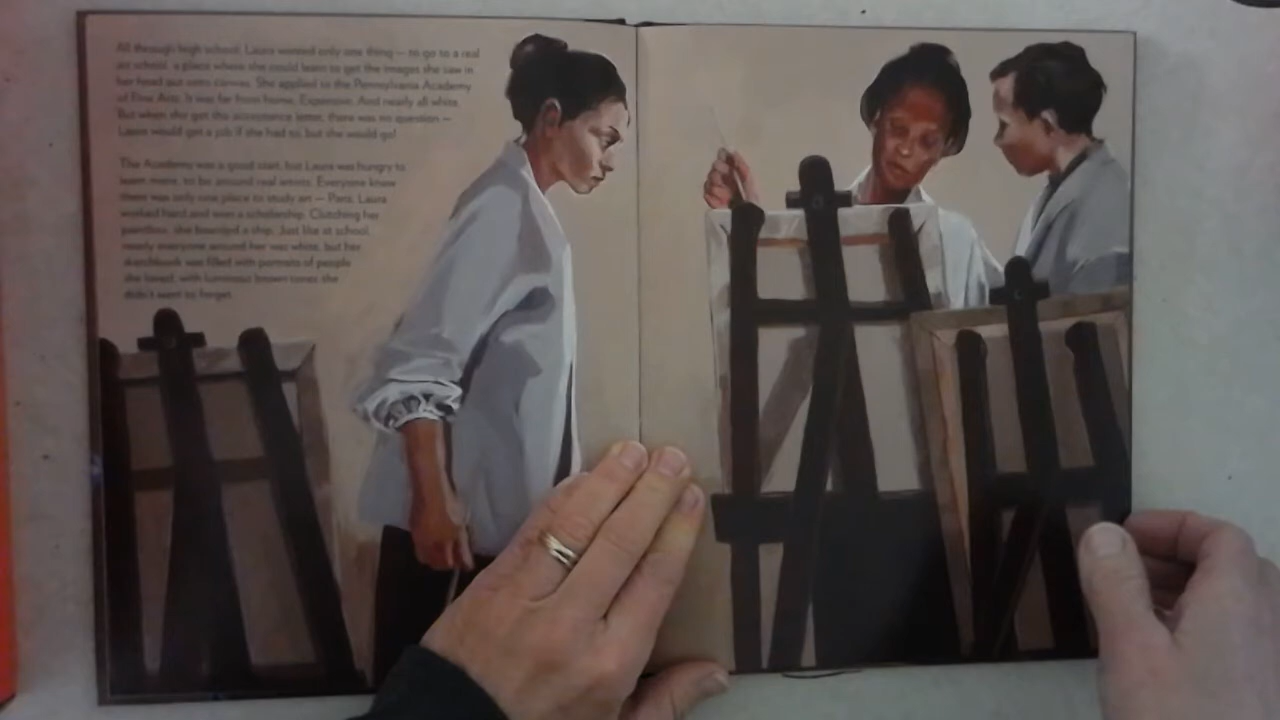 All through high school, Laura wanted only one thing — to go to a real
art school, a place where she could learn to get the images she saw in
her head out onto canvas. She applied to the Pennsylvania Academy
of Fine Arts. It was far from home. Expensive. And nearly all white.
But when she got the acceptance letter, there was no question —
Laura would get a job if she had to, but she would go!
The Academy was a good start, but Laura was hungry to
learn more, to be around real artists. Everyone knew
there was only one place to study art — Paris. Laura
worked hard and won a scholarship. Clutching her
paintbox, she boarded a ship. Just like at school,
nearly everyone around her was white, but her
sketchbook was filled with portraits of people
she loved, with luminous brown tones she
didn't want to forget.